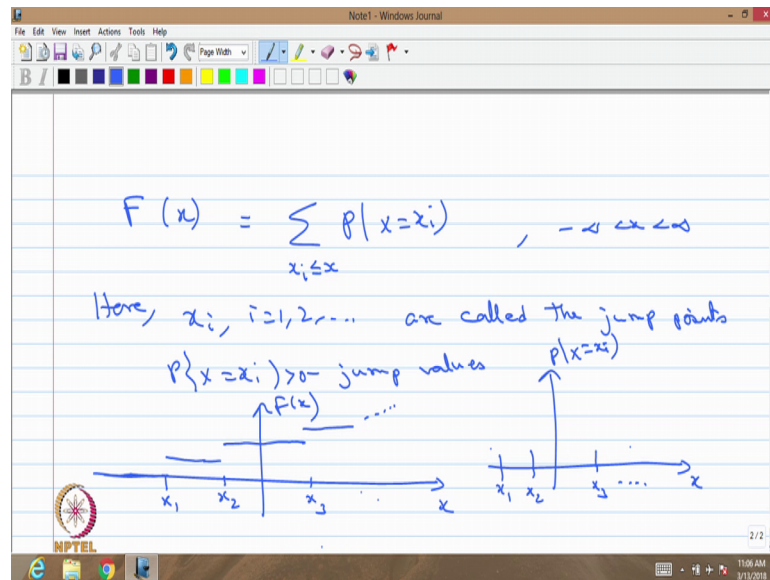 Note1 - Windows Journal
File Edit View Insert Actions Tools Help
Page Width
B I
F (x) = ∑ P(x=xi) , -∞ <x<∞
xi≤x
Here, xi, i=1,2,.... are called the jump points
P{x=xi)>0- jump values
P(x=xi)
F(x) .....
x1 x2 x3 .. x
x1 x2 x3 .... x
NPTEL
2/2
11:06 AM
3/13/2018